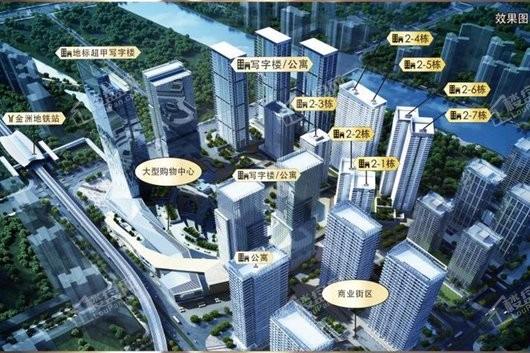 效果图
2-4栋
地标超甲写字楼
写字楼/公寓
2-5栋
2-6栋
2-3栋
金洲地铁站
2-7栋
2-2栋
2-1栋
大型购物中心
写字楼/公寓
公寓
商业街区